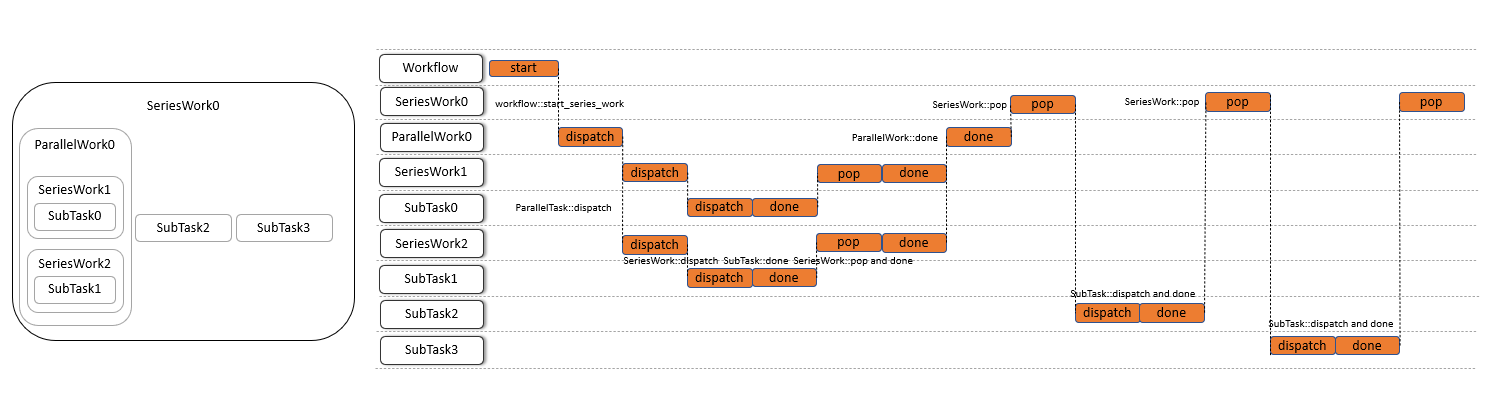 SeriesWork0
ParallelWork0
SeriesWork1
SubTask0
SeriesWork2
SubTask1
SubTask2
SubTask3
Workflow
start
SeriesWork0
workflow::start_series_work
SeriesWork::pop
pop
SeriesWork::pop
pop
pop
ParallelWork0
dispatch
ParallelWork::done
done
SeriesWork1
dispatch
pop
done
SubTask0
ParallelTask::dispatch
dispatch
done
SeriesWork2
dispatch
pop
done
SeriesWork::dispatch
SubTask::done
SeriesWork::pop and done
SubTask1
dispatch
done
SubTask::dispatch and done
SubTask2
dispatch
done
SubTask::dispatch and done
SubTask3
dispatch
done